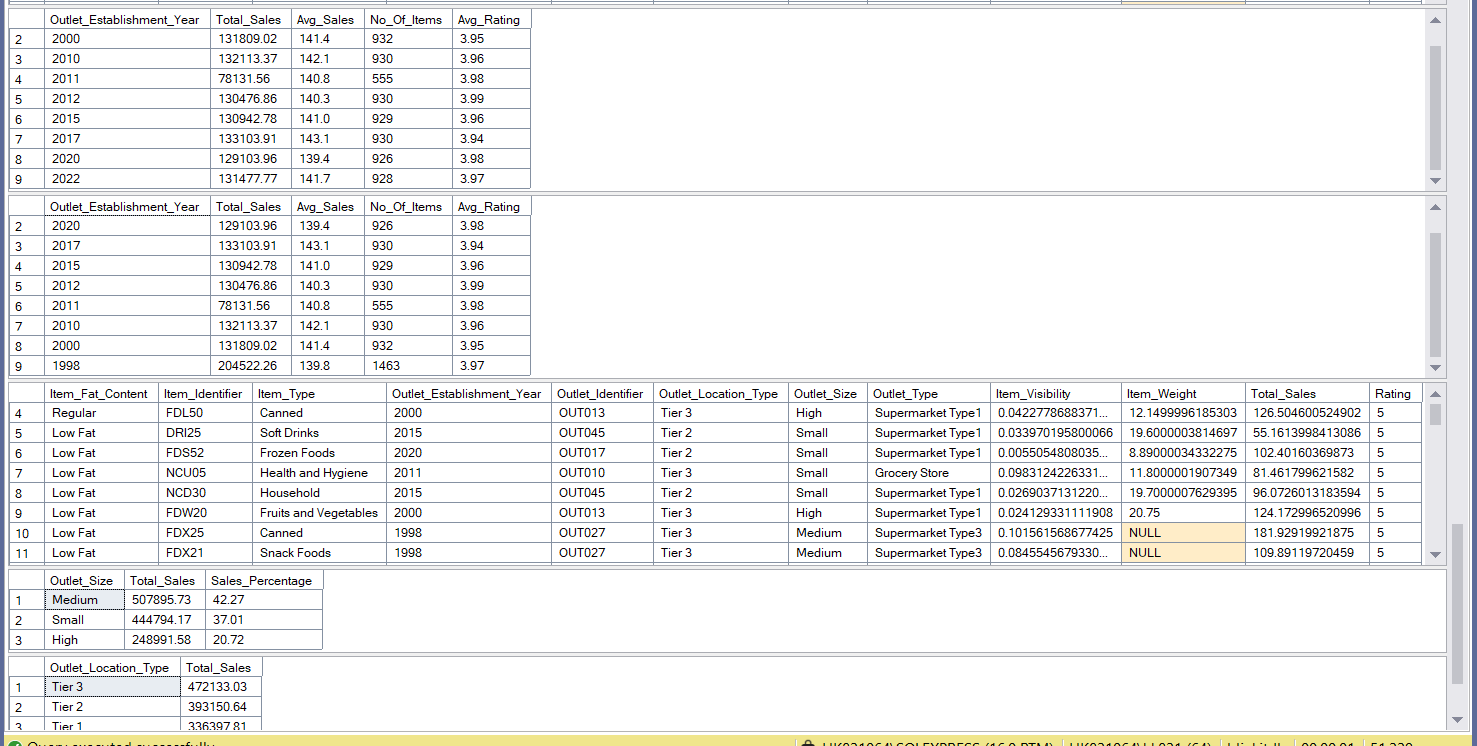 Outlet_Establishment_Year Total_Sales Avg_Sales No_Of_Items Avg_Rating
2 2000 131809.02 141.4 932 3.95
3 2010 132113.37 142.1 930 3.96
4 2011 78131.56 140.8 555 3.98
5 2012 130476.86 140.3 930 3.99
6 2015 130942.78 141.0 929 3.96
7 2017 133103.91 143.1 930 3.94
8 2020 129103.96 139.4 926 3.98
9 2022 131477.77 141.7 928 3.97
Outlet_Establishment_Year Total_Sales Avg_Sales No_Of_Items Avg_Rating
2 2020 129103.96 139.4 926 3.98
3 2017 133103.91 143.1 930 3.94
4 2015 130942.78 141.0 929 3.96
5 2012 130476.86 140.3 930 3.99
6 2011 78131.56 140.8 555 3.98
7 2010 132113.37 142.1 930 3.96
8 2000 131809.02 141.4 932 3.95
9 1998 204522.26 139.8 1463 3.97
Item_Fat_Content Item_Identifier Item_Type Outlet_Establishment_Year Outlet_Identifier Outlet_Location_Type Outlet_Size Outlet_Type Item_Visibility Item_Weight Total_Sales Rating
4 Regular FDL50 Canned 2000 OUT013 Tier 3 High Supermarket Type1 0.0422778688371... 12.1499996185303 126.504600524902 5
5 Low Fat DRI25 Soft Drinks 2015 OUT045 Tier 2 Small Supermarket Type1 0.033970195800066 19.6000003814697 55.1613998413086 5
6 Low Fat FDS52 Frozen Foods 2020 OUT017 Tier 2 Small Supermarket Type1 0.0055054808035... 8.89000034332275 102.40160369873 5
7 Low Fat NCU05 Health and Hygiene 2011 OUT010 Tier 3 Small Grocery Store 0.0983124226331... 11.8000001907349 81.461799621582 5
8 Low Fat NCD30 Household 2015 OUT045 Tier 2 Small Supermarket Type1 0.0269037131220... 19.7000007629395 96.0726013183594 5
9 Low Fat FDW20 Fruits and Vegetables 2000 OUT013 Tier 3 High Supermarket Type1 0.024129331111908 20.75 124.172996520996 5
10 Low Fat FDX25 Canned 1998 OUT027 Tier 3 Medium Supermarket Type3 0.101561568677425 NULL 181.92919921875 5
11 Low Fat FDX21 Snack Foods 1998 OUT027 Tier 3 Medium Supermarket Type3 0.0845545679330... NULL 109.89119720459 5
Outlet_Size Total_Sales Sales_Percentage
1 Medium 507895.73 42.27
2 Small 444794.17 37.01
3 High 248991.58 20.72
Outlet_Location_Type Total_Sales
1 Tier 3 472133.03
2 Tier 2 393150.64
3 Tier 1 336397.81
Query executed successfully